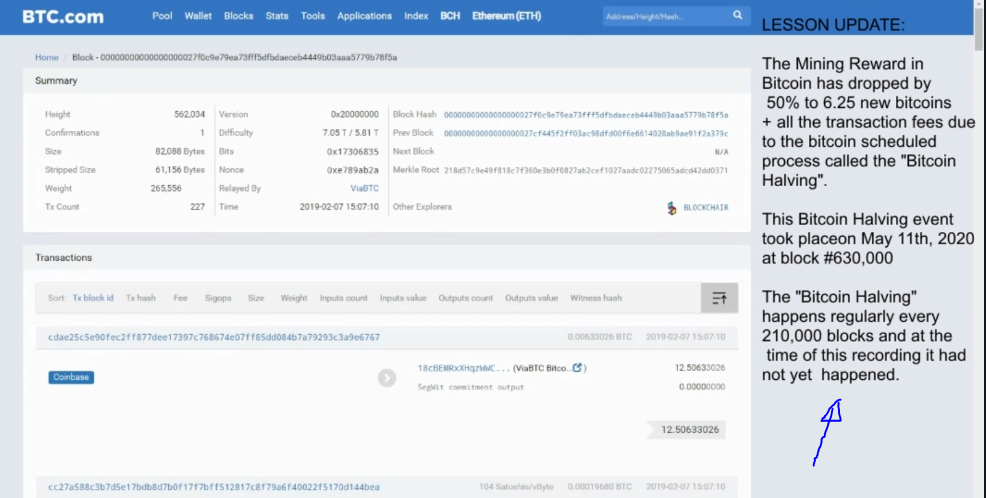 BTC.com Pool Wallet Blocks Stats Tools Applications Index BCH Ethereum(ETH) Address/Height/Hash...
LESSON UPDATE:
Home / Block - 00000000000000000027f0c9e79ea73fff5dfbdaeceb4449b03aaa5779b78f5a
Summary
Height 562,034
Confirmations 1
Size 82,088 Bytes
Stripped Size 61,156 Bytes
Weight 265,556
Tx Count 227
Version 0x20000000
Difficulty 7.05 T / 5.81 T
Bits 0x17306835
Nonce 0xe789ab2a
Relayed By ViaBTC
Time 2019-02-07 15:07:10
Block Hash 00000000000000000027f0c9e79ea73fff5dfbdaeceb4449b03aaa5779b78f5a
Prev Block 00000000000000000027cf445f2ff03ac98dfd00f6e6614028ab9ae91f2a379c
Next Block N/A
Merkle Root 218d57c9e49f818c7f360e3b0f0827ab2cef1027aadc02275065adcd42dd0371
Other Explorers BLOCKCHAIR
Transactions
Sort: Tx block id Tx hash Fee Sigops Size Weight Inputs count Inputs value Outputs count Outputs value Witness hash
cdae25c5e90fec2ff877dee17397c768674e07ff85dd084b7a79293c3a9e6767 0.00633026 BTC 2019-02-07 15:07:10
Coinbase
18cBEMRxXHqzWWC... (ViaBTC Bitco... ) 12.50633026
SegWit commitment output 0.00000000
12.50633026
cc27a588c3b7d5e17bdb8d7b0f17f7bff512817c8f79a6f40022f5170d144bea 104 Satoshis/vByte 0.00019680 BTC 2019-02-07 15:07:10
The Mining Reward in
Bitcoin has dropped by
50% to 6.25 new bitcoins
+ all the transaction fees due
to the bitcoin scheduled
process called the "Bitcoin
Halving".
This Bitcoin Halving event
took placeon May 11th, 2020
at block #630,000
The "Bitcoin Halving"
happens regularly every
210,000 blocks and at the
time of this recording it had
not yet happened.